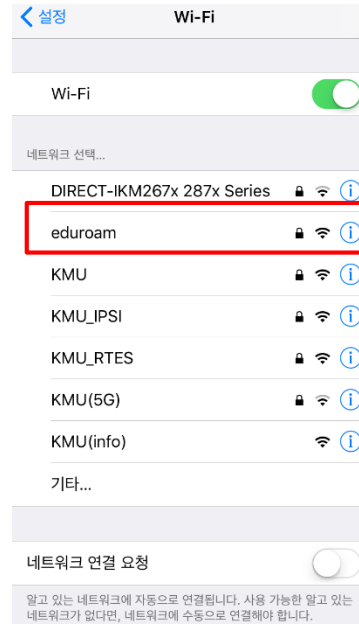 설정
Wi-Fi
Wi-Fi
네트워크 선택...
DIRECT-IKM267x 287x Series
eduroam
KMU
KMU_IPSI
KMU_RTES
KMU(5G)
KMU(info)
기타...
네트워크 연결 요청
알고 있는 네트워크에 자동으로 연결됩니다. 사용 가능한 알고 있는
네트워크가 없다면, 네트워크에 수동으로 연결해야 합니다.